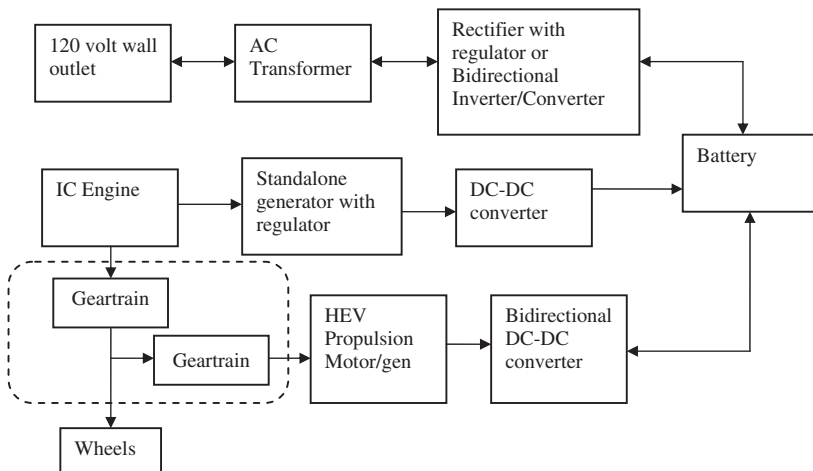 120 volt wall
outlet
AC
Transformer
Rectifier with
regulator or
Bidirectional
Inverter/Converter
Battery
IC Engine
Standalone
generator with
regulator
DC-DC
converter
Geartrain
Geartrain
HEV
Propulsion
Motor/gen
Bidirectional
DC-DC
converter
Wheels